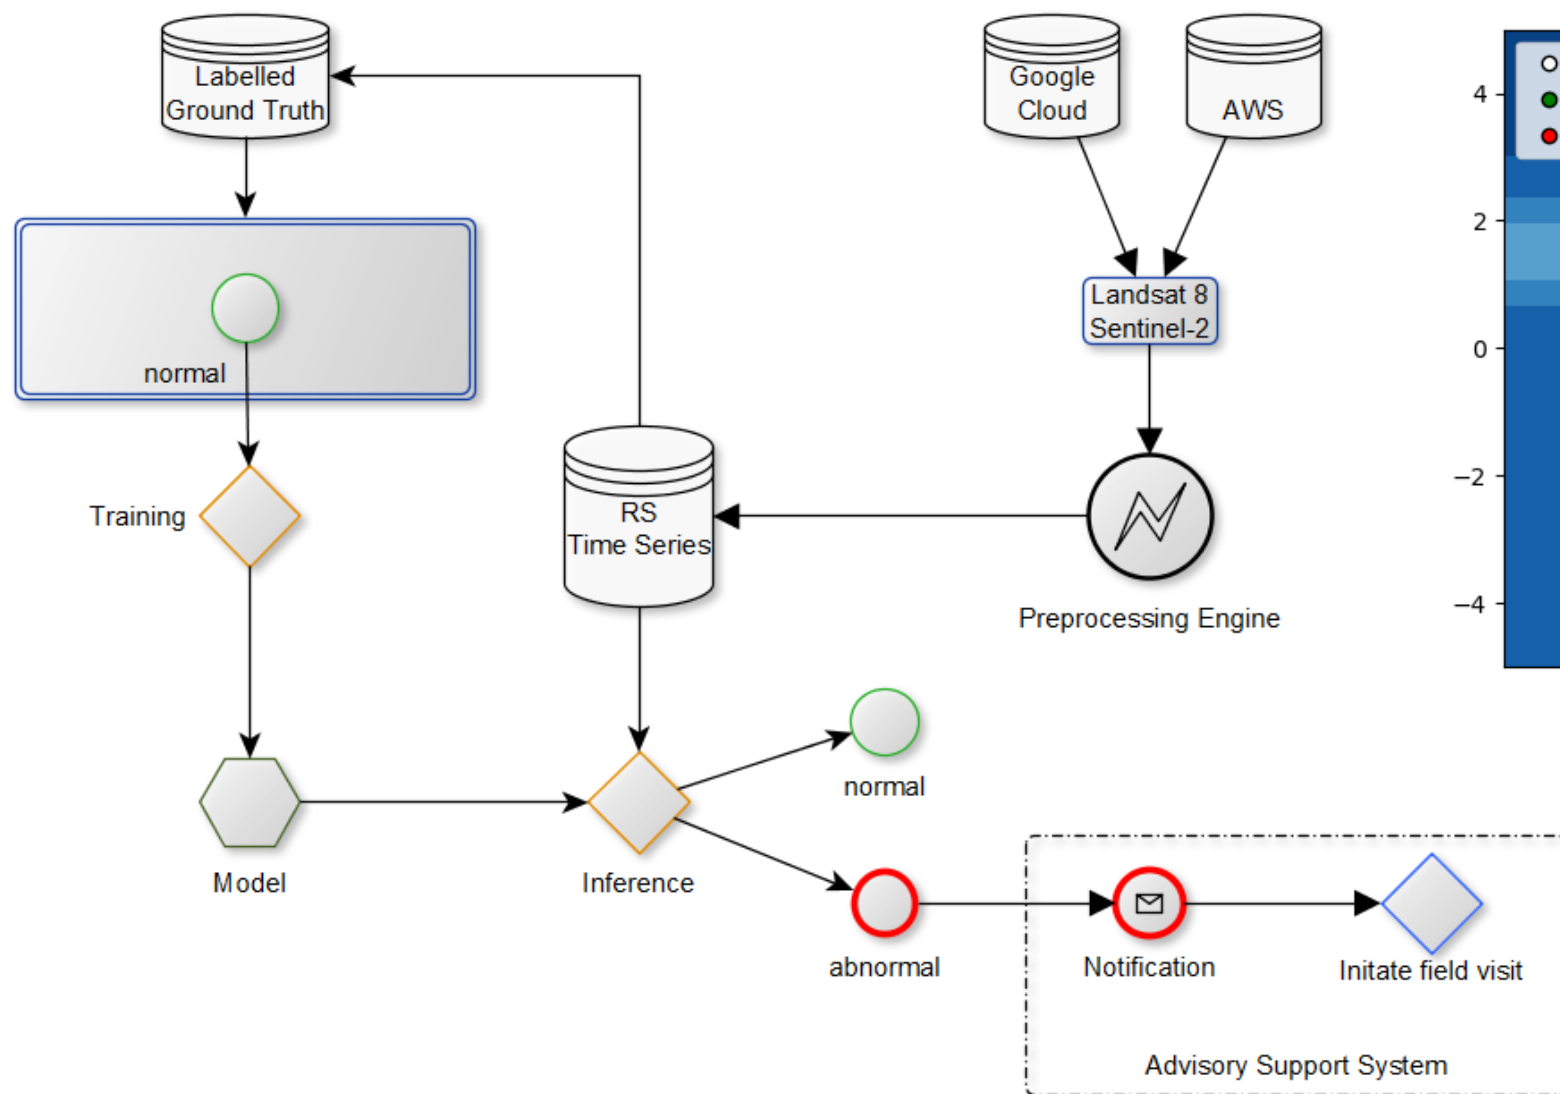 Labelled
Ground Truth
Google
Cloud
AWS
4
2
0
−2
−4
Landsat 8
Sentinel-2
normal
Training
RS
Time Series
Preprocessing Engine
normal
Model
Inference
abnormal
Notification
Initate field visit
Advisory Support System